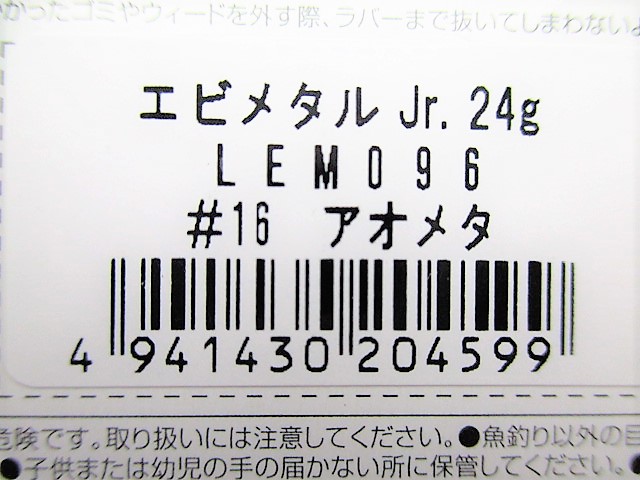 かかったゴミやウィードを外す際、ラバーまで抜いてしまわないよ
エビメタル Jr. 24g
LEM096
#16 アオメタ
4 941430 204599
危険です。取り扱いには注意してください。●魚釣り以外の目
●子供または幼児の手の届かない所に保管してください。